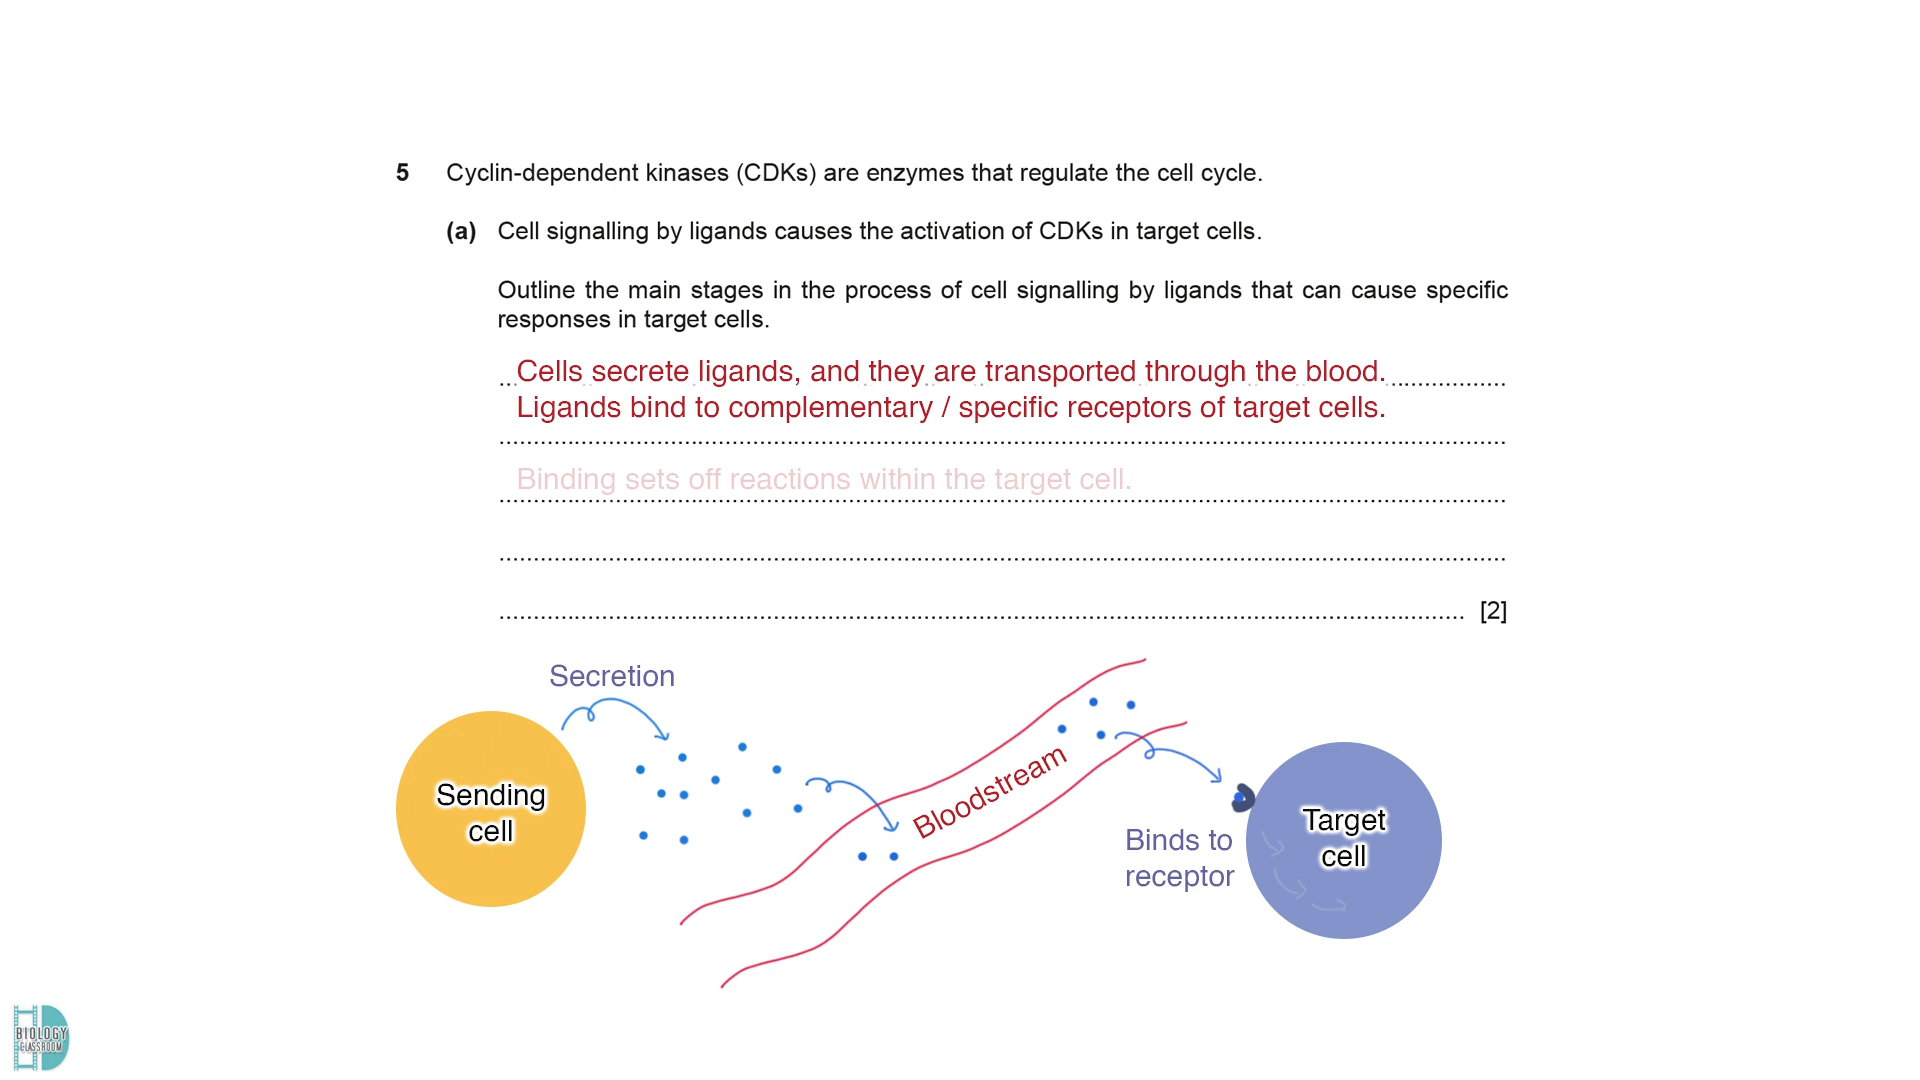 5 Cyclin-dependent kinases (CDKs) are enzymes that regulate the cell cycle.
(a) Cell signalling by ligands causes the activation of CDKs in target cells.
Outline the main stages in the process of cell signalling by ligands that can cause specific
responses in target cells.
Cells secrete ligands, and they are transported through the blood.
Ligands bind to complementary / specific receptors of target cells.
Binding sets off reactions within the target cell.
[2]
Secretion
Sending
cell
Bloodstream
Binds to
receptor
Target
cell
BIOLOGY
CLASSROOM